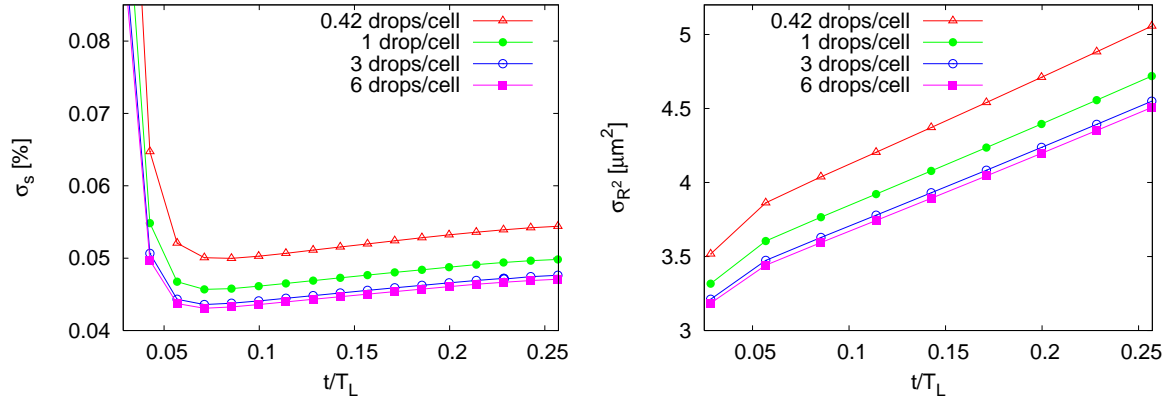 0.42 drops/cell
1 drop/cell
3 drops/cell
6 drops/cell
0.08
0.07
0.06
0.05
0.04
σs [%]
0.05
0.1
0.15
0.2
0.25
t/TL
0.42 drops/cell
1 drops/cell
3 drops/cell
6 drops/cell
5
4.5
4
3.5
3
σR² [μm²]
0.05
0.1
0.15
0.2
0.25
t/TL